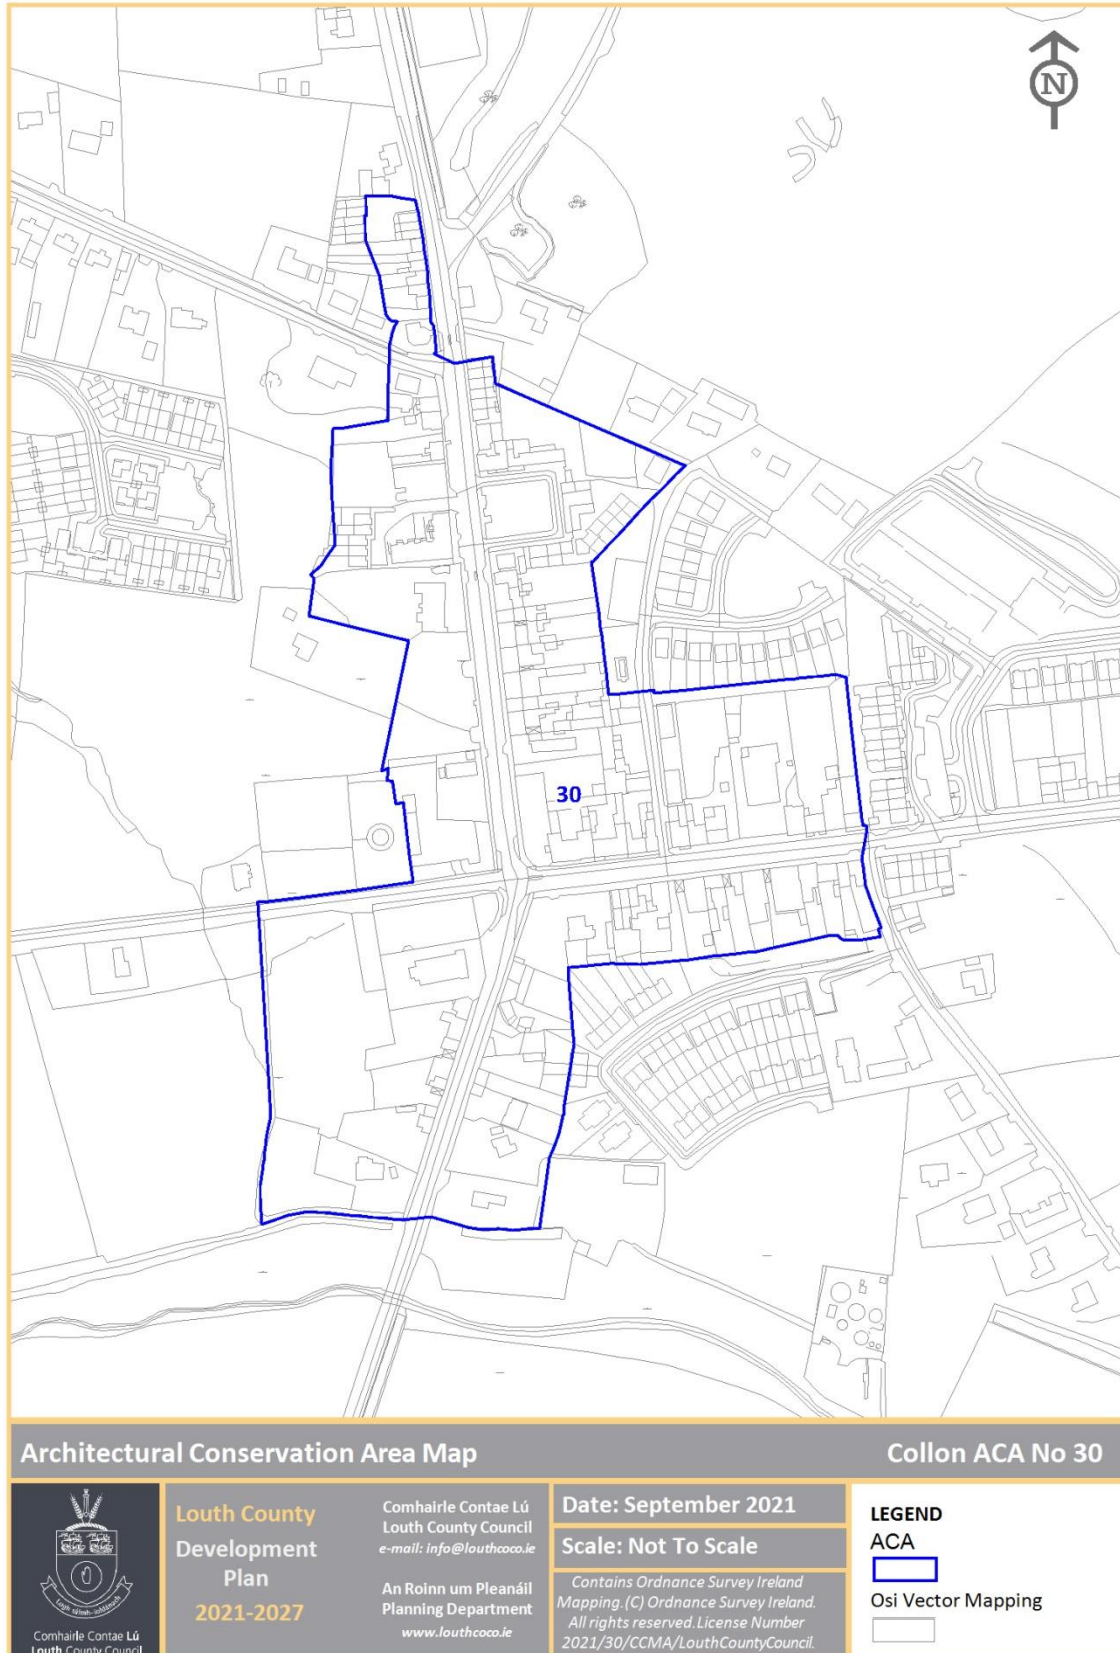 N
30
Architectural Conservation Area Map
Collon ACA No 30
Comhairle Contae Lú
Louth County Council
Louth County
Development
Plan
2021-2027
Comhairle Contae Lú
Louth County Council
e-mail: info@louthcoco.ie
An Roinn um Pleanáil
Planning Department
www.louthcoco.ie
Date: September 2021
Scale: Not To Scale
Contains Ordnance Survey Ireland
Mapping.(C) Ordnance Survey Ireland.
All rights reserved.License Number
2021/30/CCMA/LouthCountyCouncil.
LEGEND
ACA
Osi Vector Mapping